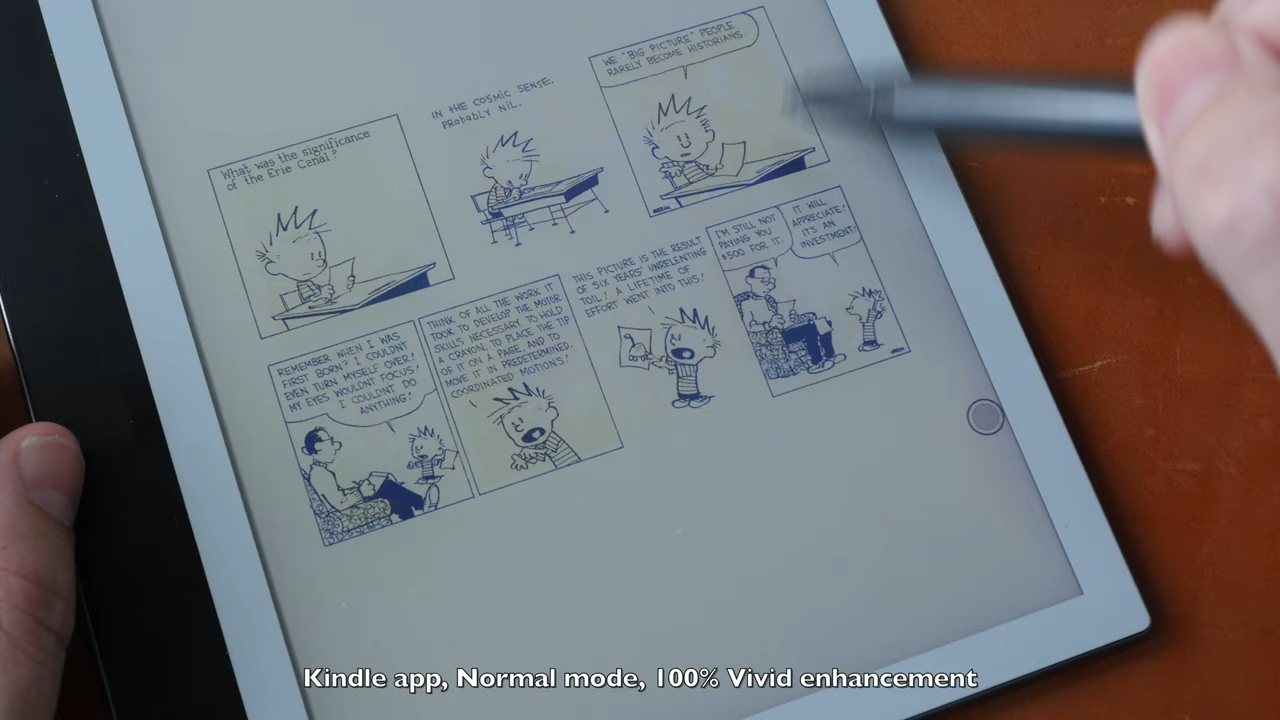 What was the significance
of the Erie Canal?
IN THE COSMIC SENSE,
PROBABLY NIL.
WE "BIG PICTURE" PEOPLE
RARELY BECOME HISTORIANS.
REMEMBER WHEN I WAS
FIRST BORN? I COULDN'T
EVEN TURN MYSELF OVER!
MY EYES WOULDN'T FOCUS!
I COULDN'T DO
ANYTHING!
THINK OF ALL THE WORK IT
TOOK TO DEVELOP THE MOTOR
SKILLS NECESSARY TO HOLD
A CRAYON, TO PLACE THE TIP
OF IT ON A PAGE, AND TO
MOVE IT IN PREDETERMINED,
COORDINATED MOTIONS!
THIS PICTURE IS THE RESULT
OF SIX YEARS' UNRELENTING
TOIL! A LIFETIME OF
EFFORT WENT INTO THIS!
I'M STILL NOT
PAYING YOU
$500 FOR IT.
IT WILL
APPRECIATE!
IT'S AN
INVESTMENT!
Kindle app, Normal mode, 100% Vivid enhancement